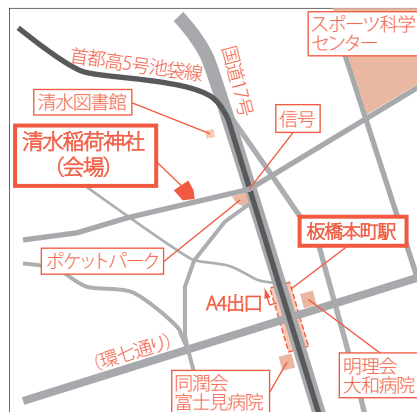 スポーツ科学
センター
首都高5号池袋線
国道17号
清水図書館
信号
清水稲荷神社
(会場)
板橋本町駅
ポケットパーク
A4出口
(環七通り)
明理会
大和病院
同潤会
富士見病院